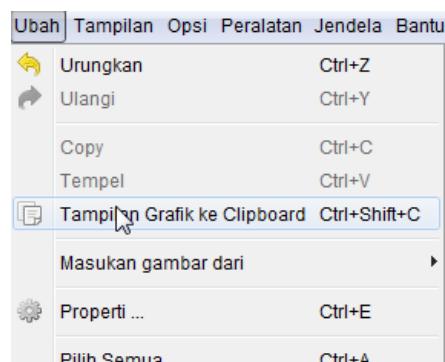 Ubah Tampilan Opsi Peralatan Jendela Bantu
Urungkan Ctrl+Z
Ulangi Ctrl+Y
Copy Ctrl+C
Tempel Ctrl+V
Tampilan Grafik ke Clipboard Ctrl+Shift+C
Masukan gambar dari
Properti ... Ctrl+E
Pilih Semua Ctrl+A